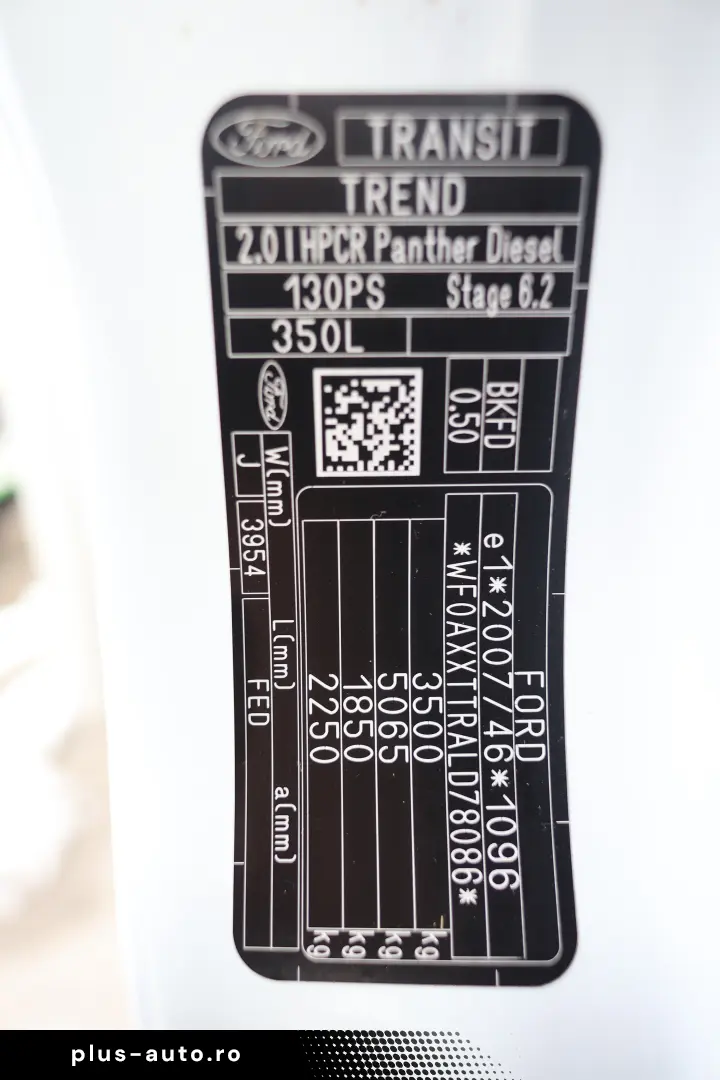 Ford
TRANSIT
TREND
2.0 l HPCR Panther Diesel
130PS Stage 6.2
350L
Ford
BKFD
0.50
FORD
e1*2007/46*1096
*WF0AXXTTRALD78086*
3500 kg
5065 kg
1850 kg
2250 kg
W(mm) L(mm) a(mm)
J 3954 FED
plus-auto.ro